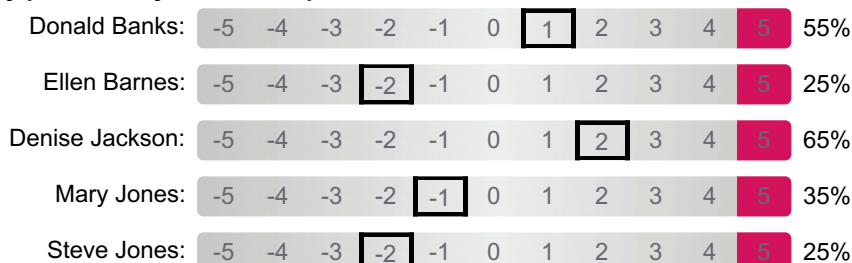 Donald Banks: -5 -4 -3 -2 -1 0 1 2 3 4 5 55%
Ellen Barnes: -5 -4 -3 -2 -1 0 1 2 3 4 5 25%
Denise Jackson: -5 -4 -3 -2 -1 0 1 2 3 4 5 65%
Mary Jones: -5 -4 -3 -2 -1 0 1 2 3 4 5 35%
Steve Jones: -5 -4 -3 -2 -1 0 1 2 3 4 5 25%